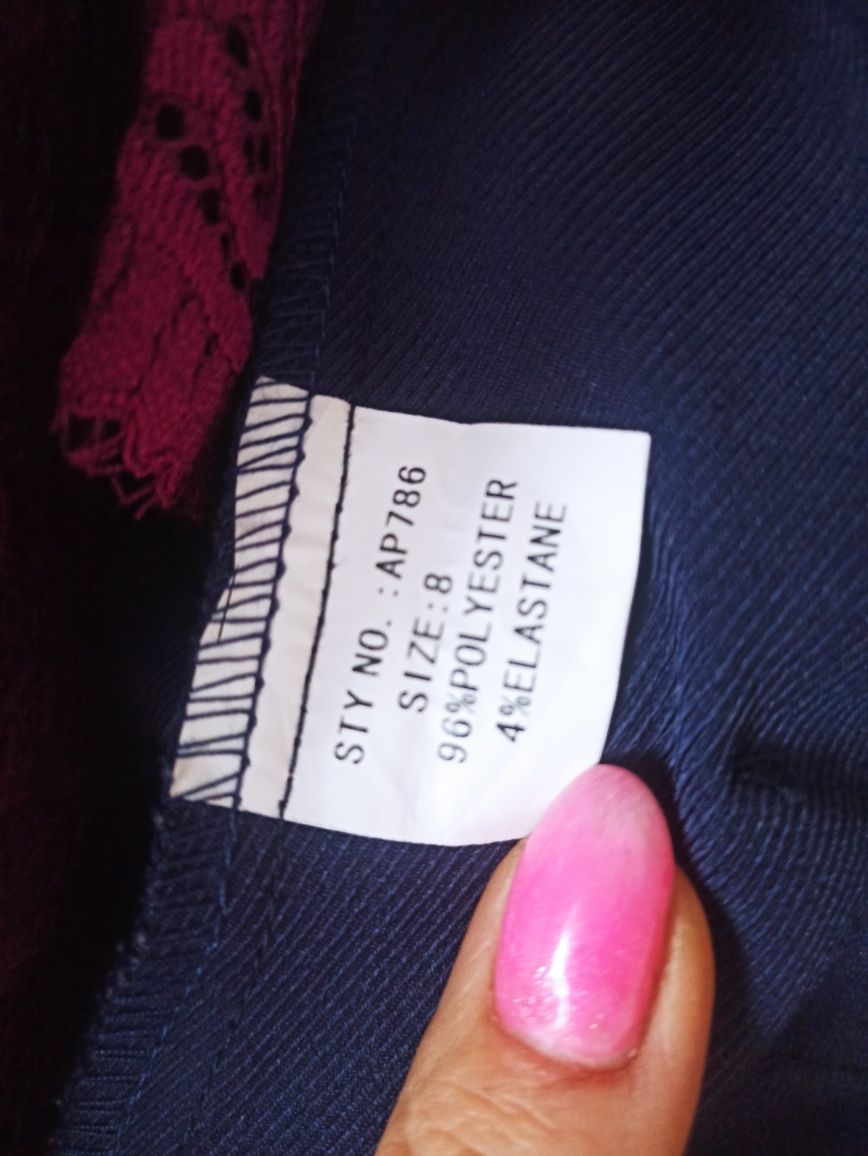 STY NO. :AP786
SIZE:8
96%POLYESTER
4%ELASTANE